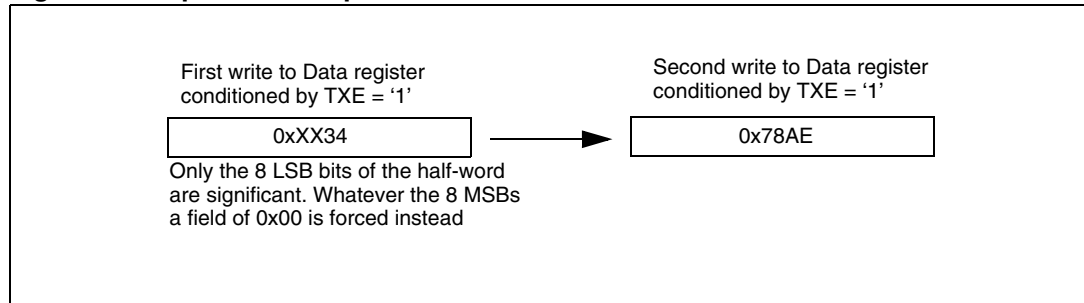 First write to Data register
conditioned by TXE = ‘1’
0xXX34
Only the 8 LSB bits of the half-word
are significant. Whatever the 8 MSBs
a field of 0x00 is forced instead
Second write to Data register
conditioned by TXE = ‘1’
0x78AE